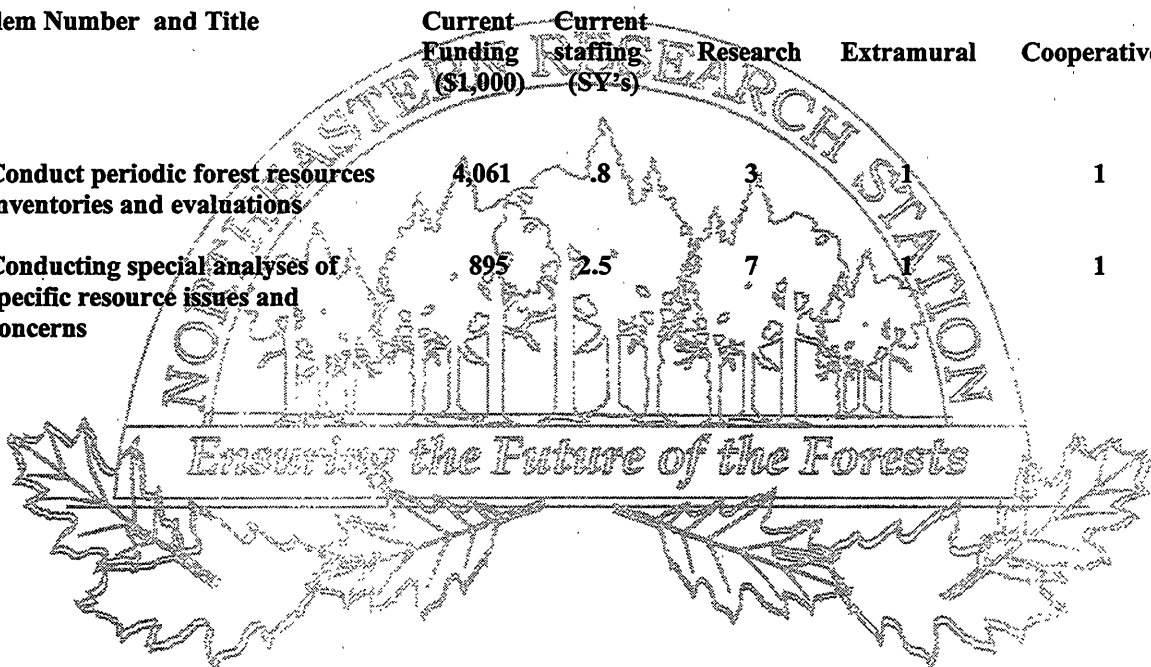 lem Number and Title Current Current
Funding staffing Research Extramural Cooperative
($1,000) (SY's)
Conduct periodic forest resources 4,061 .8 3 1 1
nventories and evaluations
Conducting special analyses of 895 2.5 7 1 1
pecific resource issues and
oncerns
NORTHEASTERN RESEARCH STATION
Ensuring the Future of the Forests